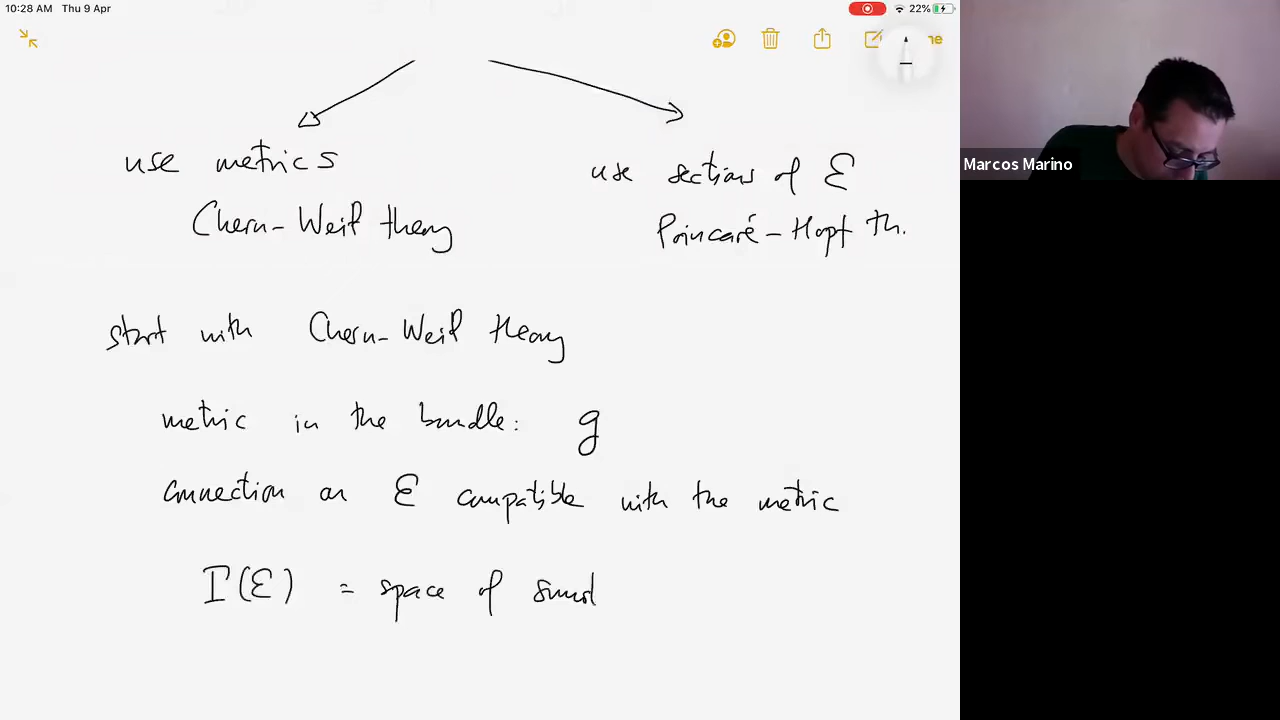 10:28 AM Thu 9 Apr
22%
ne
Marcos Marino
use metrics
use sections of E
Chern-Weil theory
Poincaré-Hopf Th.
start with Chern-Weil theory
metric in the bundle: g
connection on E compatible with the metric
Γ(E) = space of